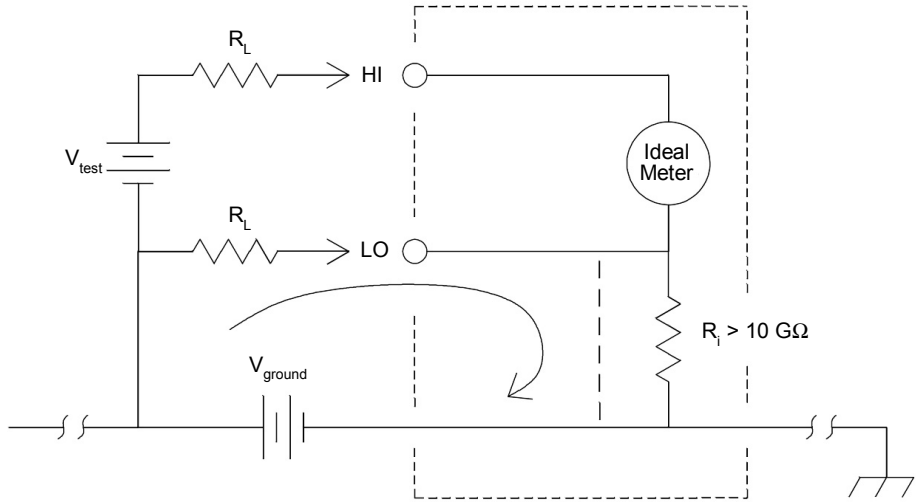 R_L
HI
V_test
Ideal
Meter
R_L
LO
R_i > 10 GΩ
V_ground